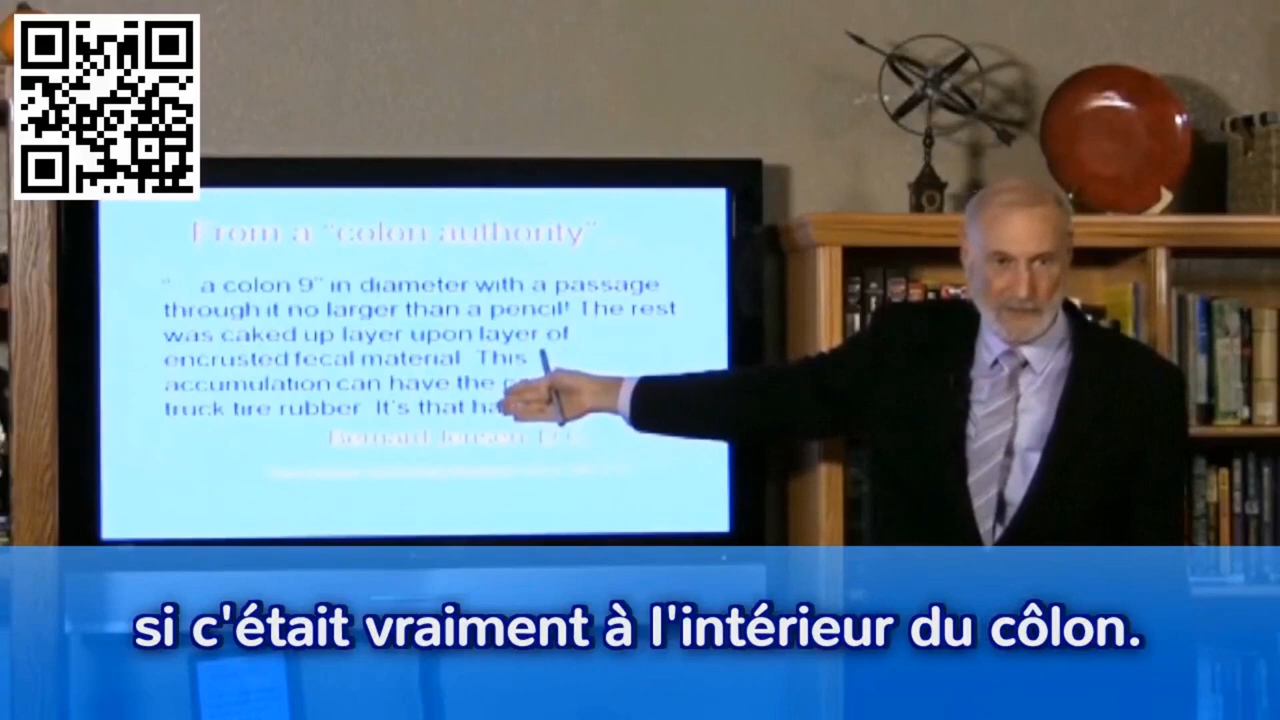 From a "colon authority"
" a colon 9" in diameter with a passage
through it no larger than a pencil! The rest
was caked up layer upon layer of
encrusted fecal material This
accumulation can have the
truck tire rubber It's that
Bernard Jensen
si c'était vraiment à l'intérieur du côlon.